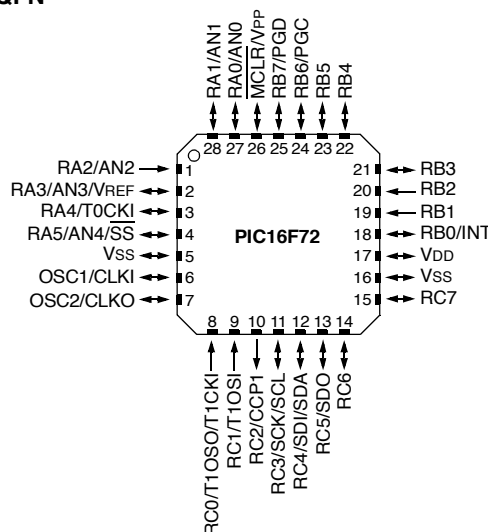 RA1/AN1
RA0/AN0
MCLR/VPP
RB7/PGD
RB6/PGC
RB5
RB4
28 27 26 25 24 23 22
RA2/AN2 1
RA3/AN3/VREF 2
RA4/T0CKI 3
RA5/AN4/SS 4
VSS 5
OSC1/CLKI 6
OSC2/CLKO 7
PIC16F72
21 RB3
20 RB2
19 RB1
18 RB0/INT
17 VDD
16 VSS
15 RC7
8 9 10 11 12 13 14
RC0/T1OSO/T1CKI
RC1/T1OSI
RC2/CCP1
RC3/SCK/SCL
RC4/SDI/SDA
RC5/SDO
RC6